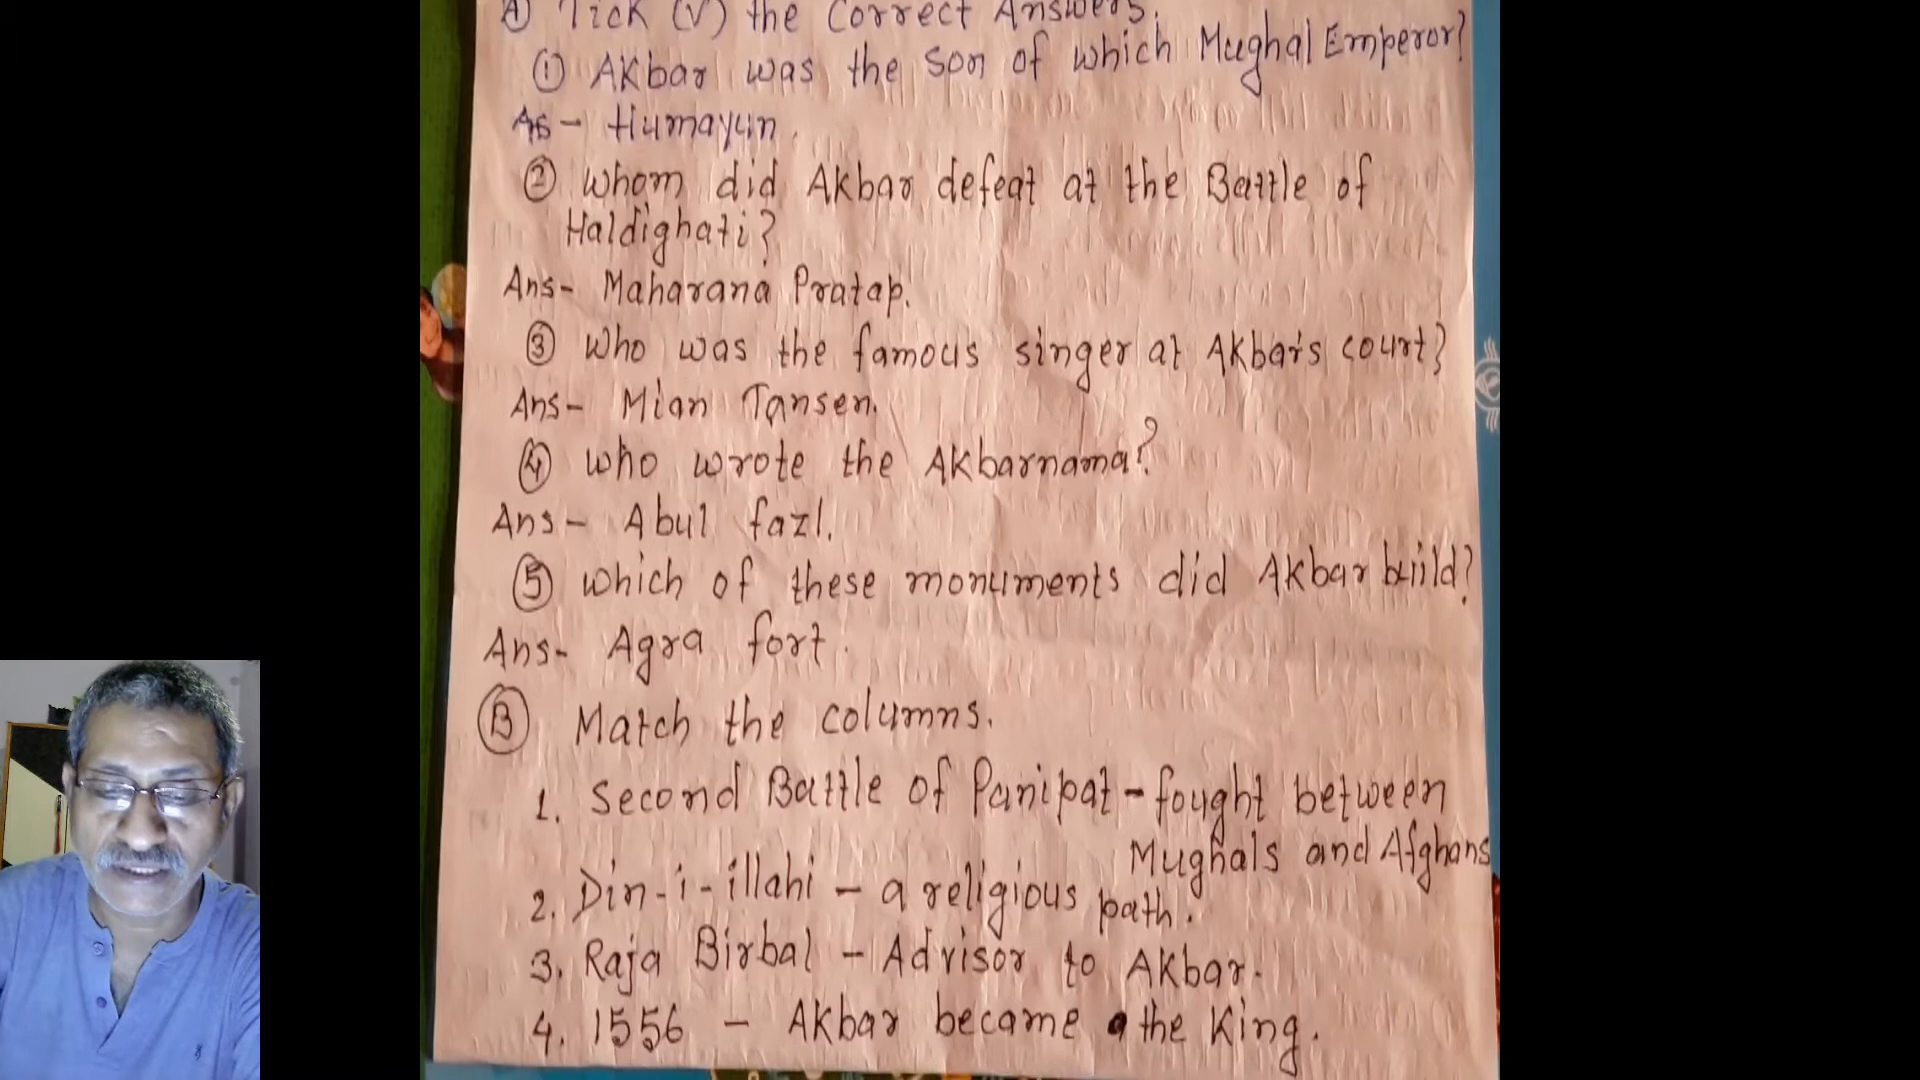 A Tick (√) the Correct Answers.
① Akbar was the son of which Mughal Emperor?
As - Humayun.
② Whom did Akbar defeat at the Battle of
Haldighati?
Ans- Maharana Pratap.
③ Who was the famous singer at Akbar's court?
Ans- Mian Tansen.
④ who wrote the Akbarnama?
Ans- Abul fazl.
⑤ which of these monuments did Akbar build?
Ans- Agra fort.
Ⓑ Match the columns.
1. Second Battle of Panipat - fought between
Mughals and Afghans
2. Din-i-illahi - a religious path.
3. Raja Birbal - Advisor to Akbar.
4. 1556 - Akbar became the King.